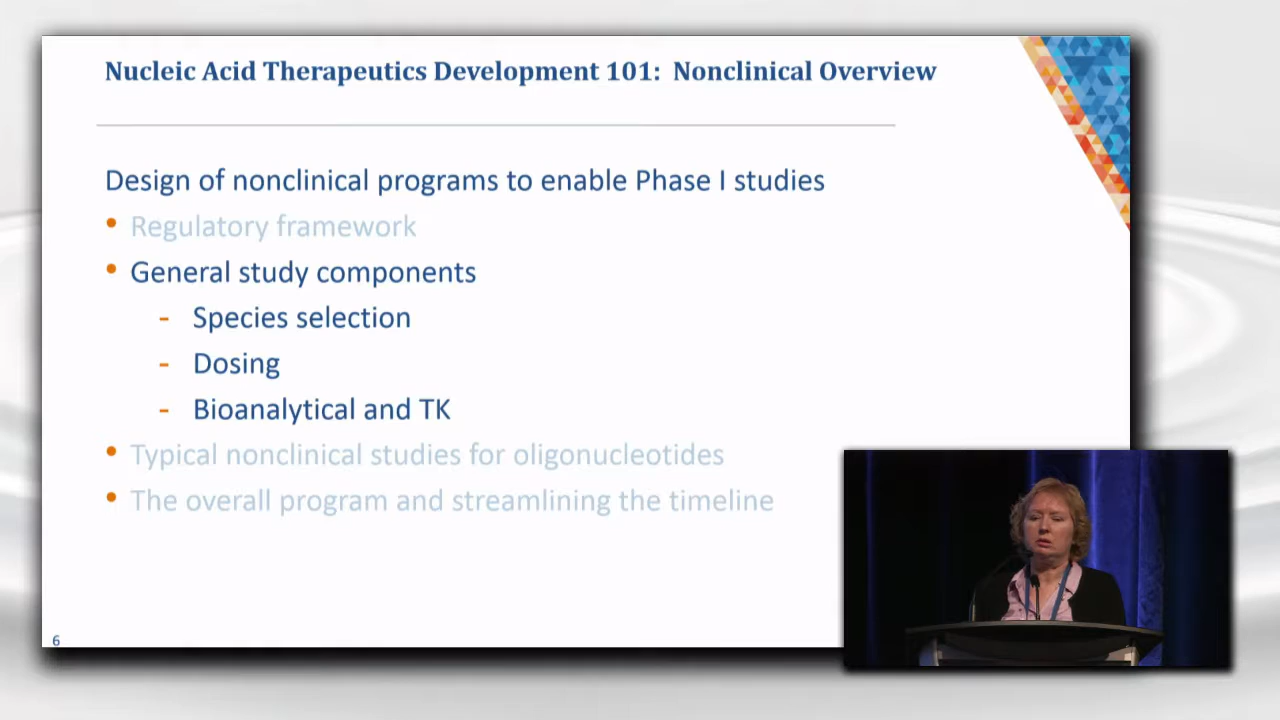 Nucleic Acid Therapeutics Development 101: Nonclinical Overview
Design of nonclinical programs to enable Phase I studies
• Regulatory framework
• General study components
- Species selection
- Dosing
- Bioanalytical and TK
• Typical nonclinical studies for oligonucleotides
• The overall program and streamlining the timeline
6